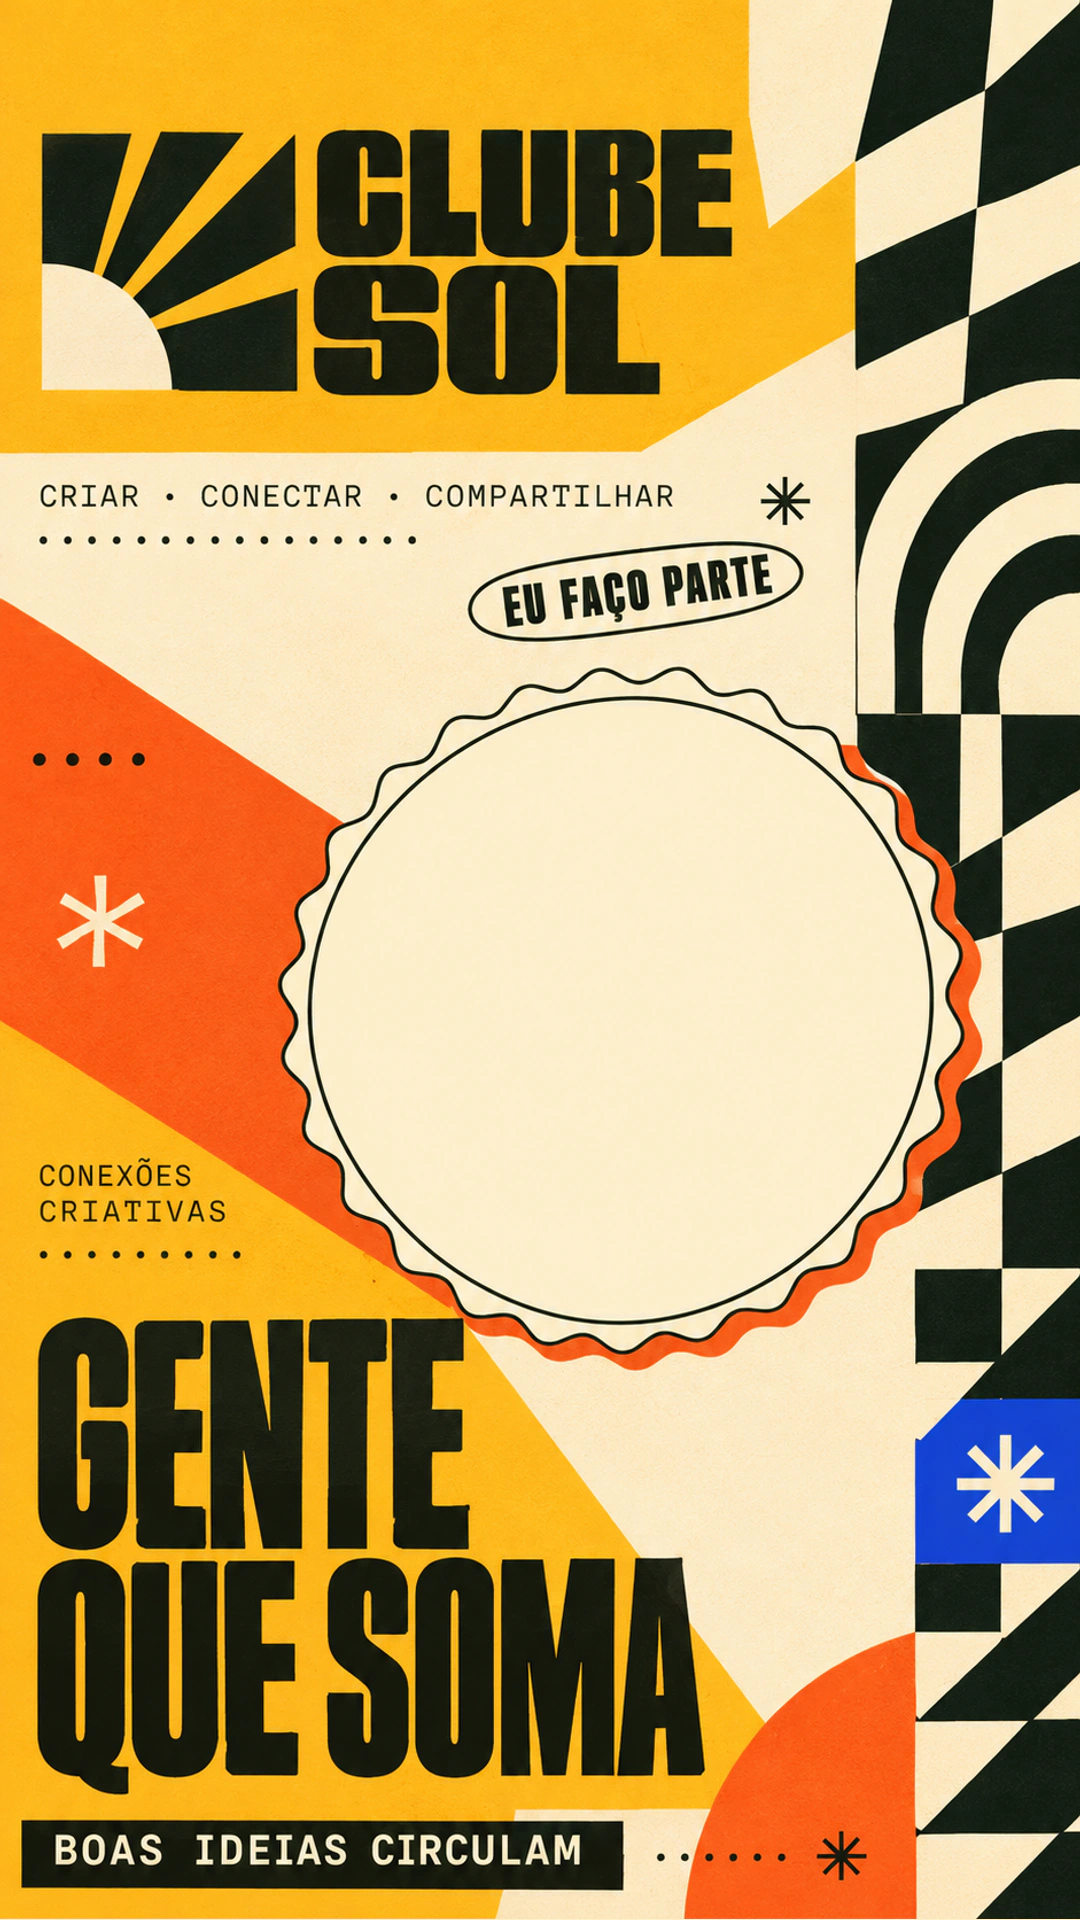 CLUBE
SOL
CRIAR • CONECTAR • COMPARTILHAR
EU FAÇO PARTE
CONEXÕES
CRIATIVAS
GENTE
QUE SOMA
BOAS IDEIAS CIRCULAM